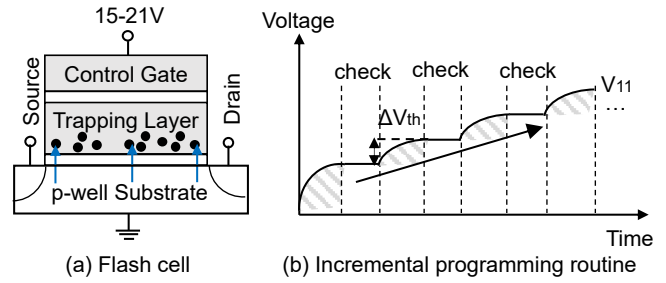 15-21V
Source
Control Gate
Trapping Layer
Drain
p-well Substrate
(a) Flash cell
Voltage
check
check
check
V11
...
ΔVth
Time
(b) Incremental programming routine